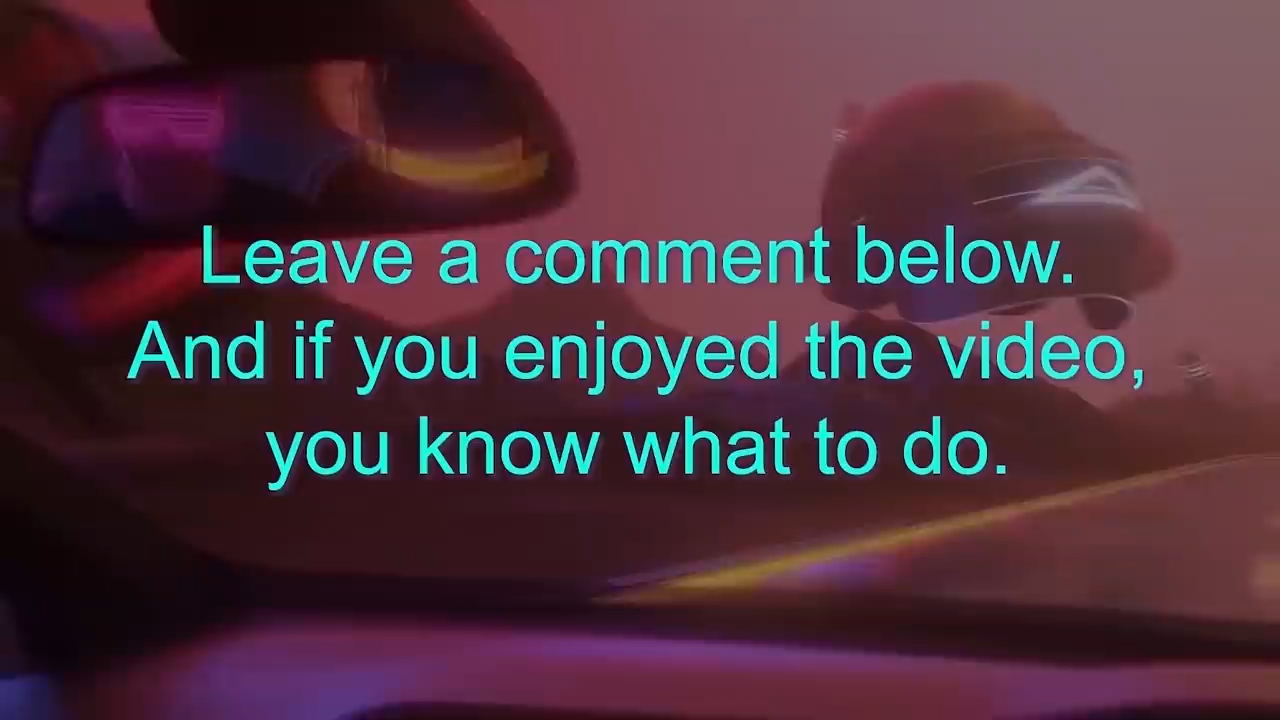 Leave a comment below.
And if you enjoyed the video,
you know what to do.